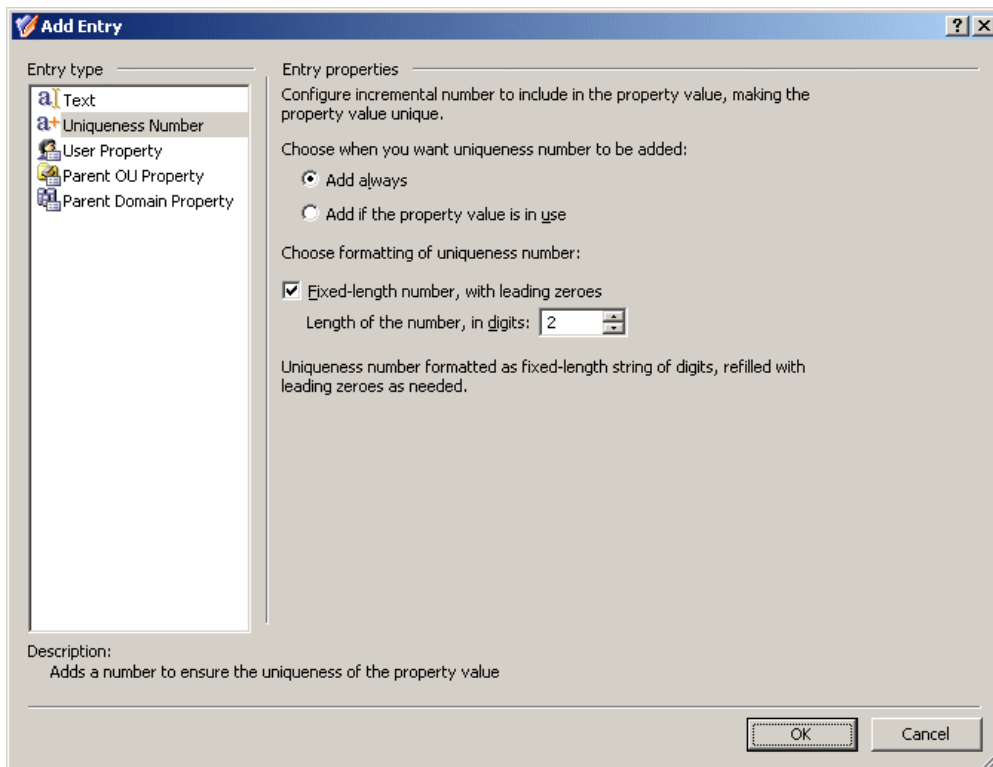 Add Entry
Entry type
Text
Uniqueness Number
User Property
Parent OU Property
Parent Domain Property
Entry properties
Configure incremental number to include in the property value, making the
property value unique.
Choose when you want uniqueness number to be added:
Add always
Add if the property value is in use
Choose formatting of uniqueness number:
Fixed-length number, with leading zeroes
Length of the number, in digits: 2
Uniqueness number formatted as fixed-length string of digits, refilled with
leading zeroes as needed.
Description:
Adds a number to ensure the uniqueness of the property value
OK
Cancel